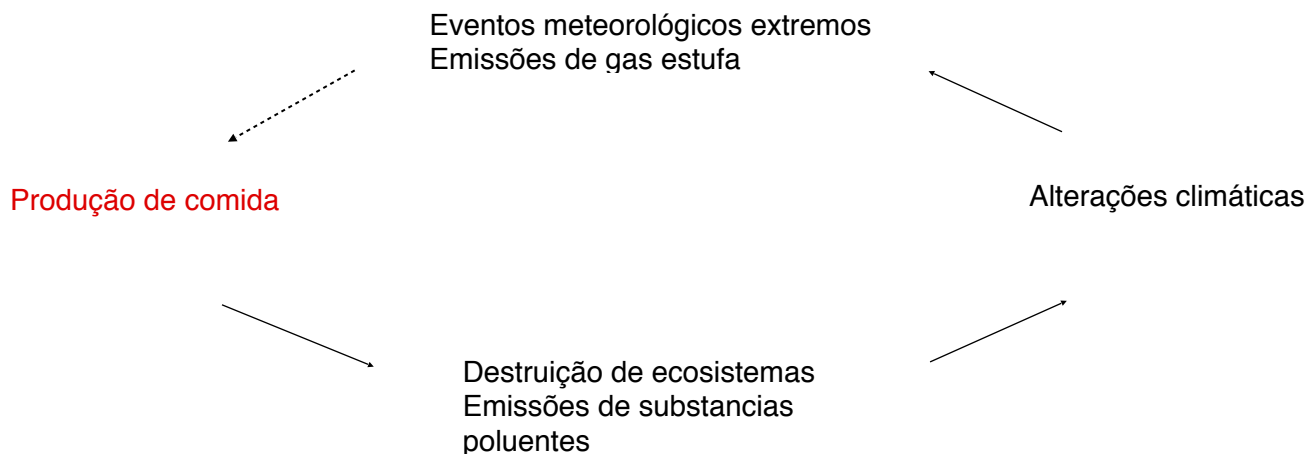 Eventos meteorológicos extremos
Emissões de gas estufa
Produção de comida
Alterações climáticas
Destruição de ecosistemas
Emissões de substancias
poluentes